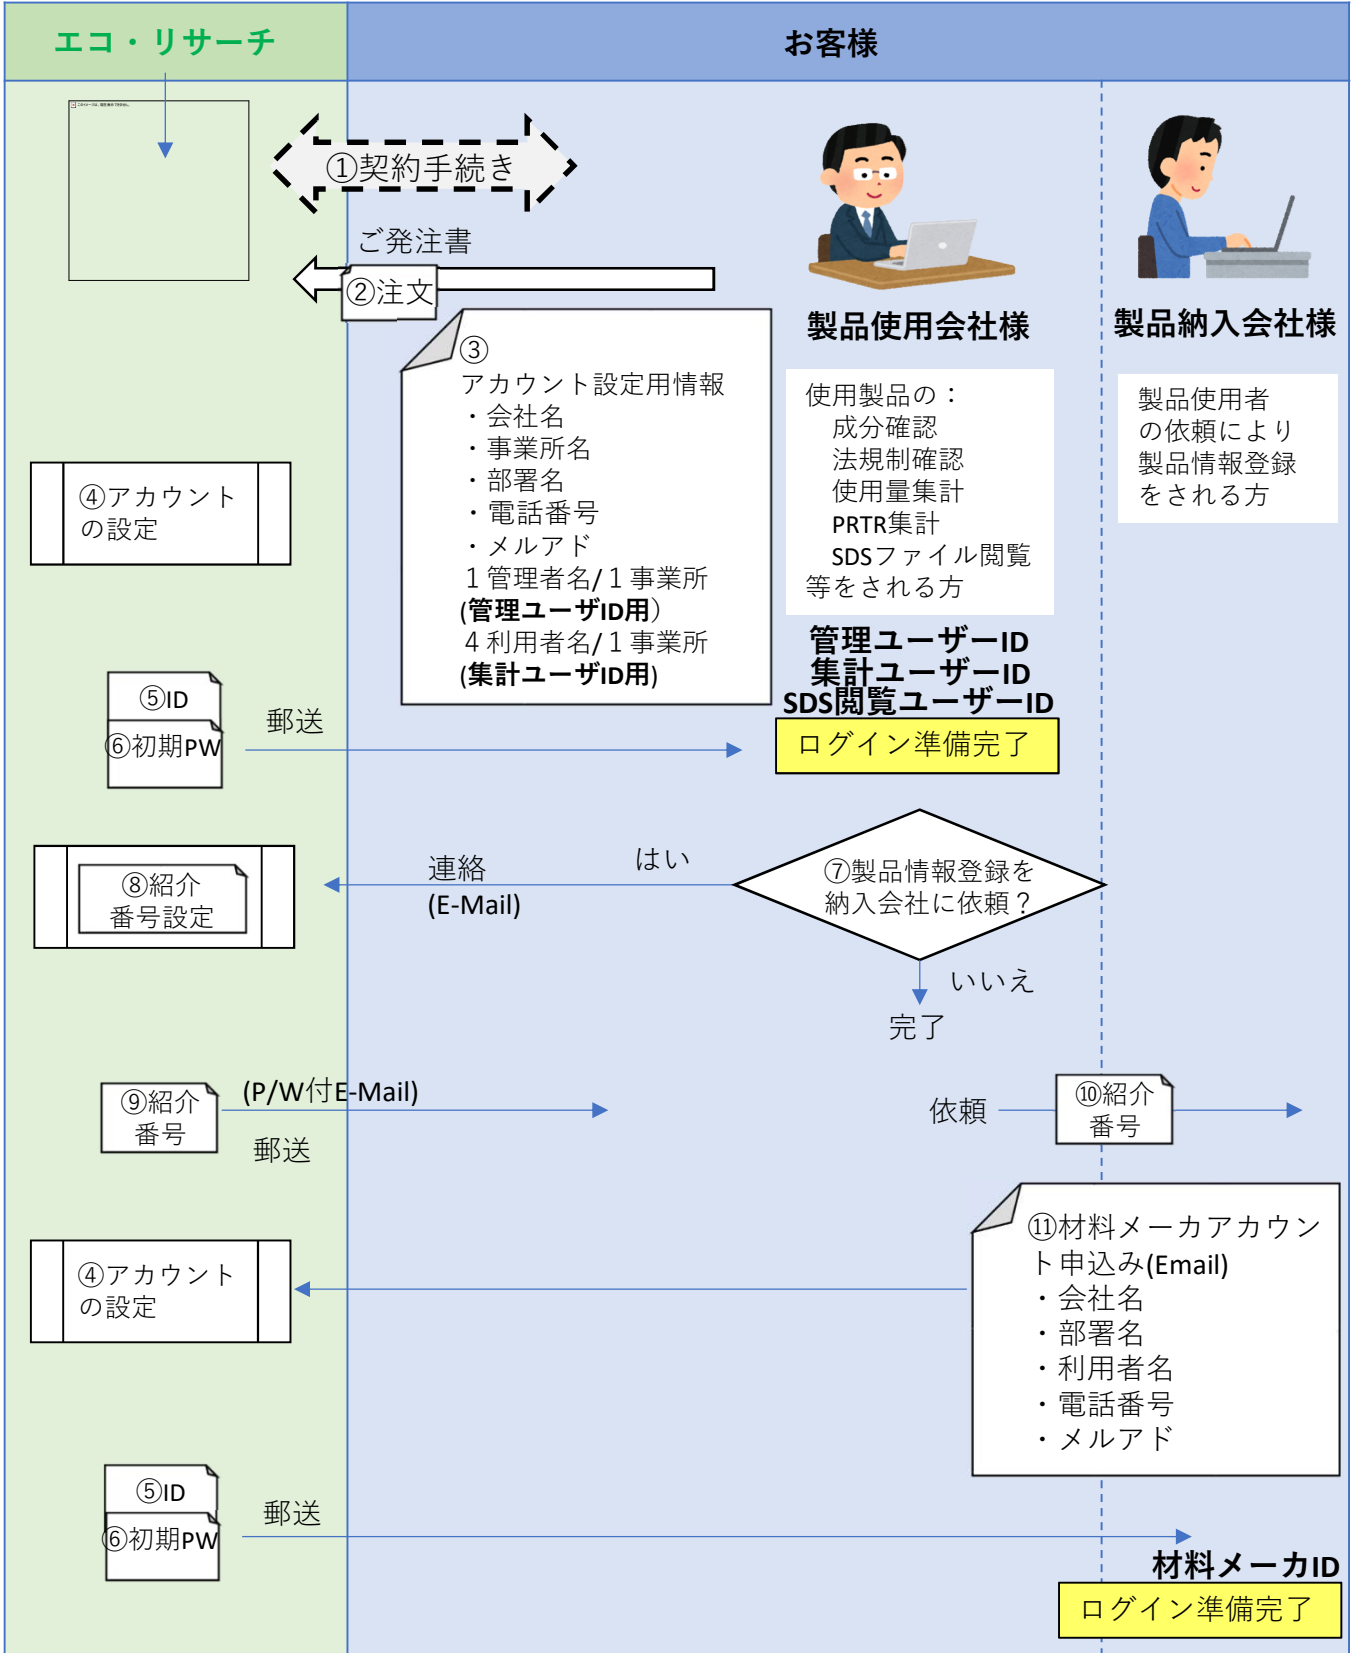 エコ・リサーチ
お客様
①契約手続き
ご発注書
②注文
製品使用会社様
製品納入会社様
③
アカウント設定用情報
・会社名
・事業所名
・部署名
・電話番号
・メルアド
１管理者名/１事業所
(管理ユーザID用）
４利用者名/１事業所
(集計ユーザID用)
使用製品の：
成分確認
法規制確認
使用量集計
PRTR集計
SDSファイル閲覧
等をされる方
製品使用者
の依頼により
製品情報登録
をされる方
④アカウント
の設定
管理ユーザーID
集計ユーザーID
SDS閲覧ユーザーID
ログイン準備完了
⑤ID
⑥初期PW
郵送
⑦製品情報登録を
納入会社に依頼？
はい
連絡
(E-Mail)
⑧紹介
番号設定
いいえ
完了
⑨紹介
番号
(P/W付E-Mail)
郵送
依頼
⑩紹介
番号
⑪材料メーカアカウン
ト申込み(Email)
・会社名
・部署名
・利用者名
・電話番号
・メルアド
④アカウント
の設定
⑤ID
⑥初期PW
郵送
材料メーカID
ログイン準備完了